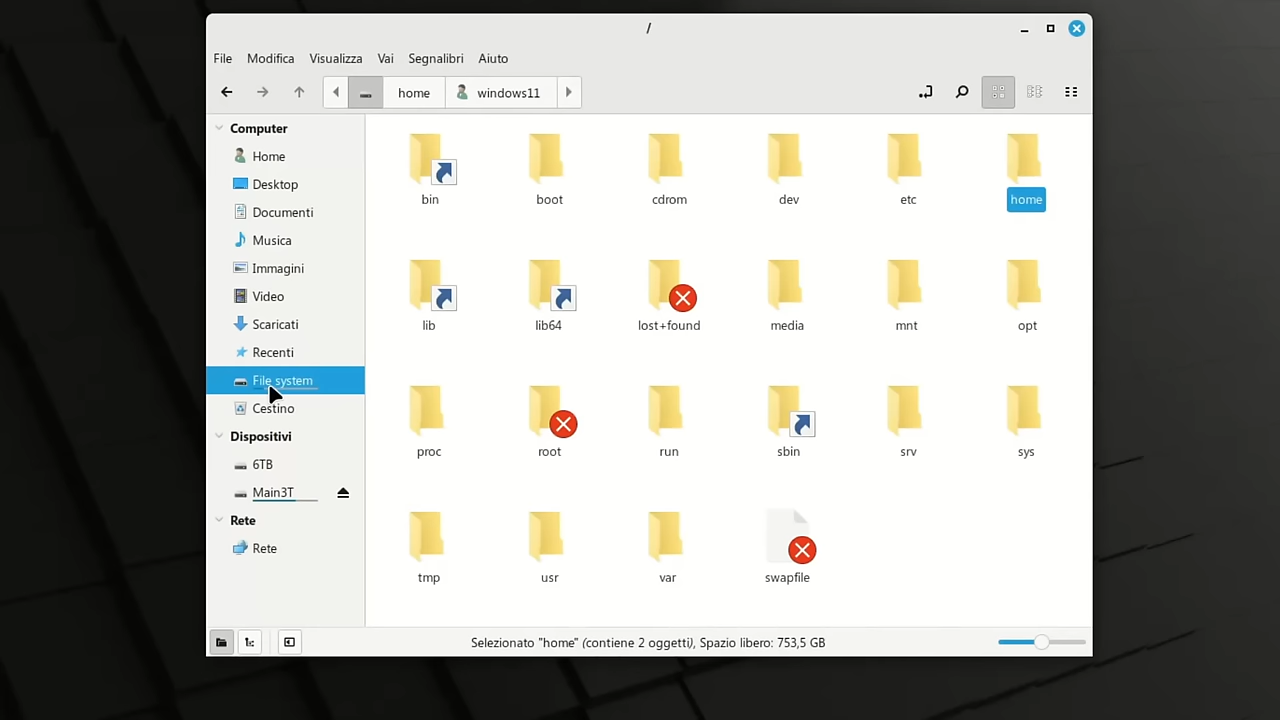 /
File Modifica Visualizza Vai Segnalibri Aiuto
home windows11
Computer
Home
Desktop
Documenti
Musica
Immagini
Video
Scaricati
Recenti
File system
Cestino
Dispositivi
6TB
Main3T
Rete
Rete
bin boot cdrom dev etc home
lib lib64 lost+found media mnt opt
proc root run sbin srv sys
tmp usr var swapfile
Selezionato "home" (contiene 2 oggetti), Spazio libero: 753,5 GB